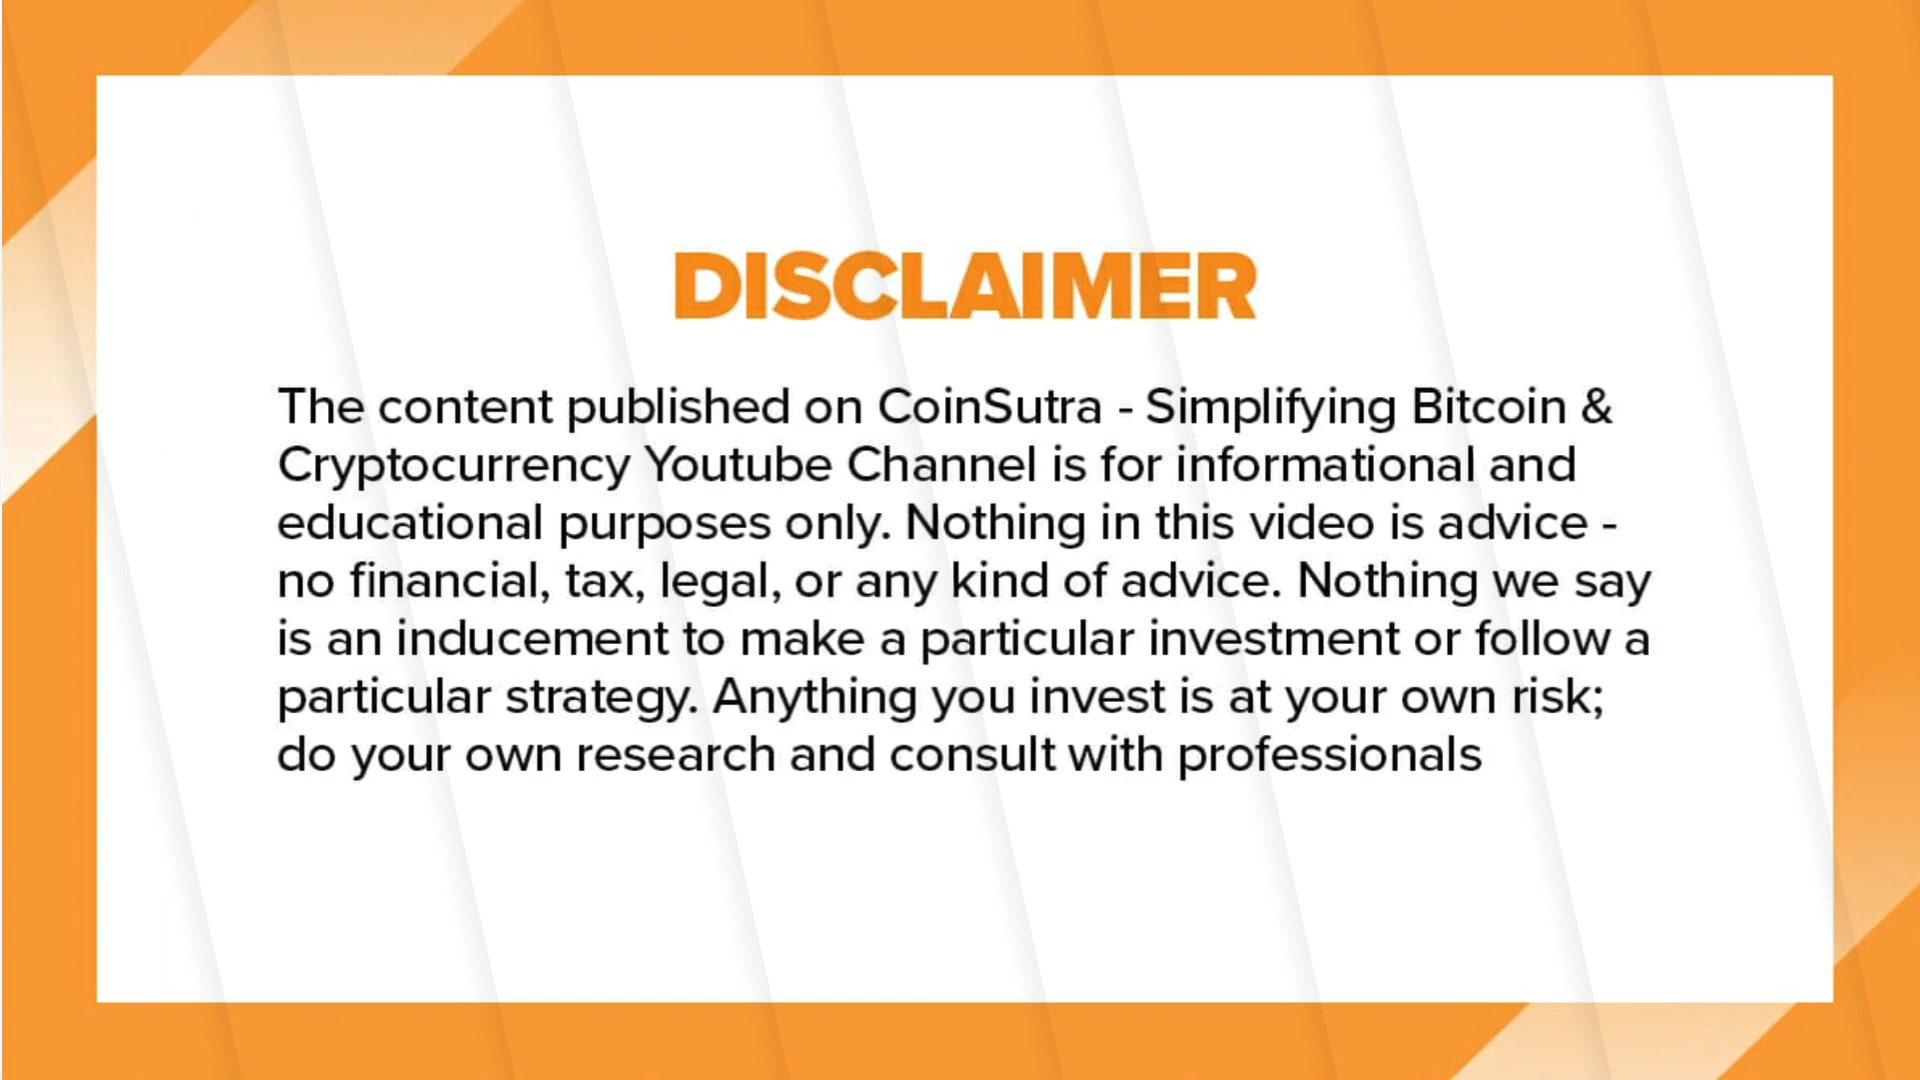 DISCLAIMER
The content published on CoinSutra - Simplifying Bitcoin &
Cryptocurrency Youtube Channel is for informational and
educational purposes only. Nothing in this video is advice -
no financial, tax, legal, or any kind of advice. Nothing we say
is an inducement to make a particular investment or follow a
particular strategy. Anything you invest is at your own risk;
do your own research and consult with professionals